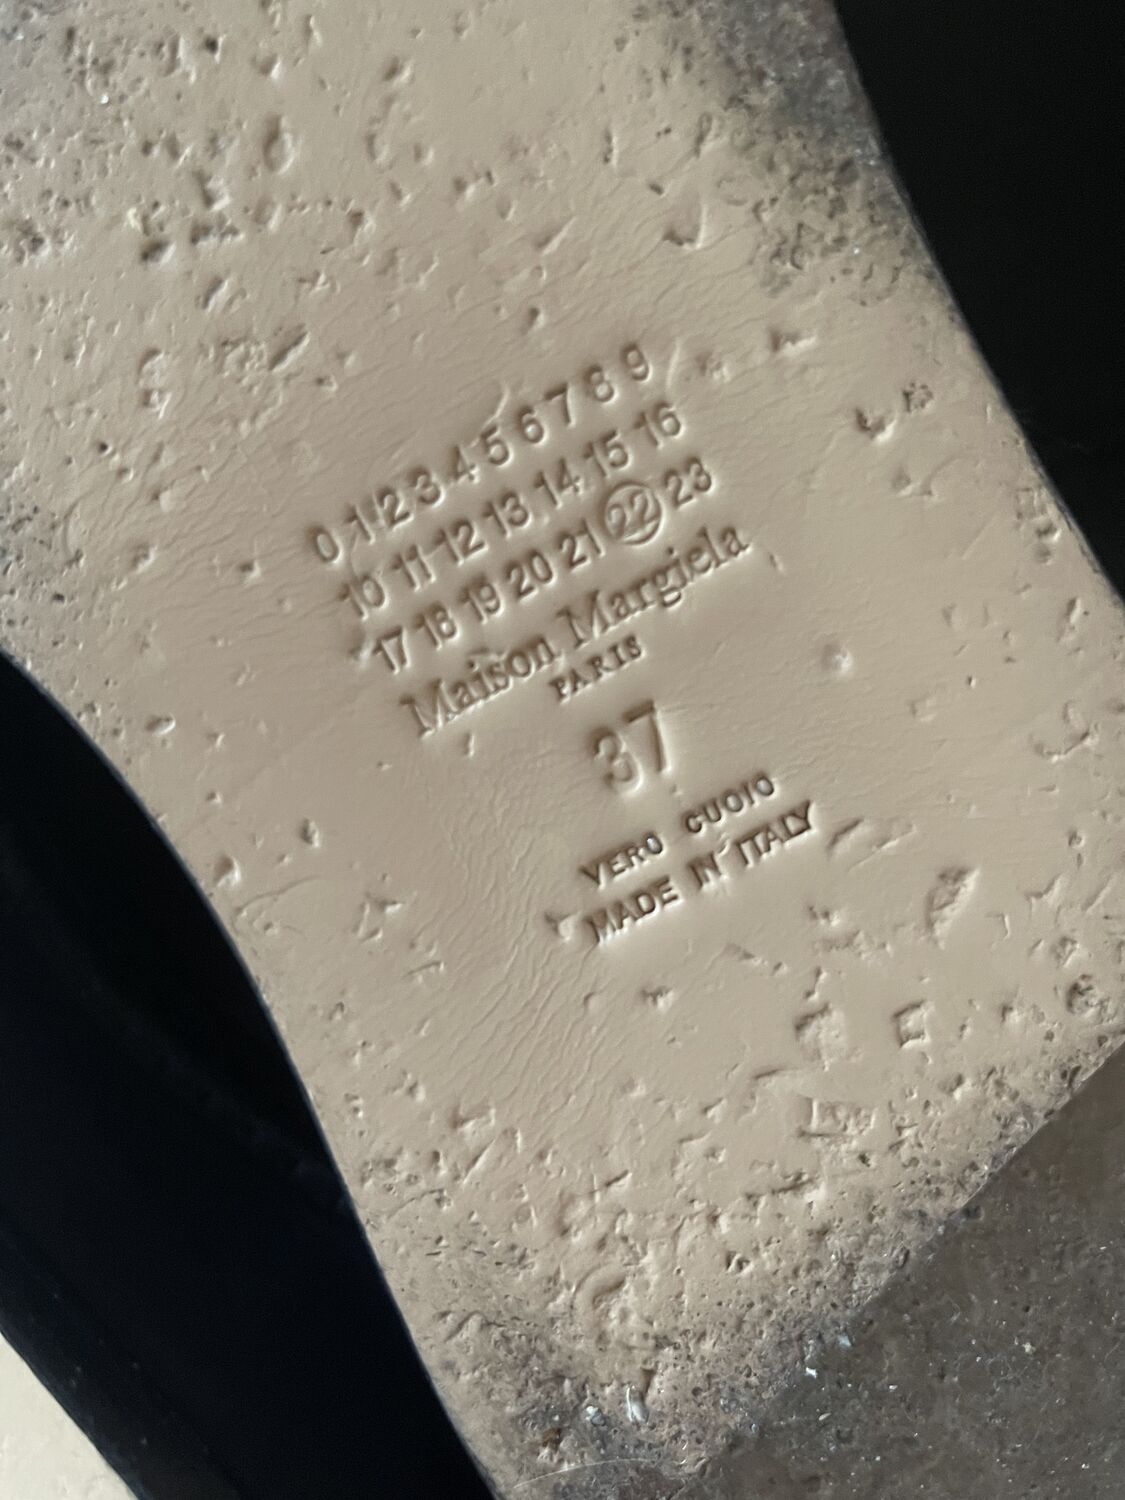 0 1 2 3 4 5 6 7 8 9
10 11 12 13 14 15 16
17 18 19 20 21 22 23
Maison Margiela
PARIS
37
VERO CUOIO
MADE IN ITALY